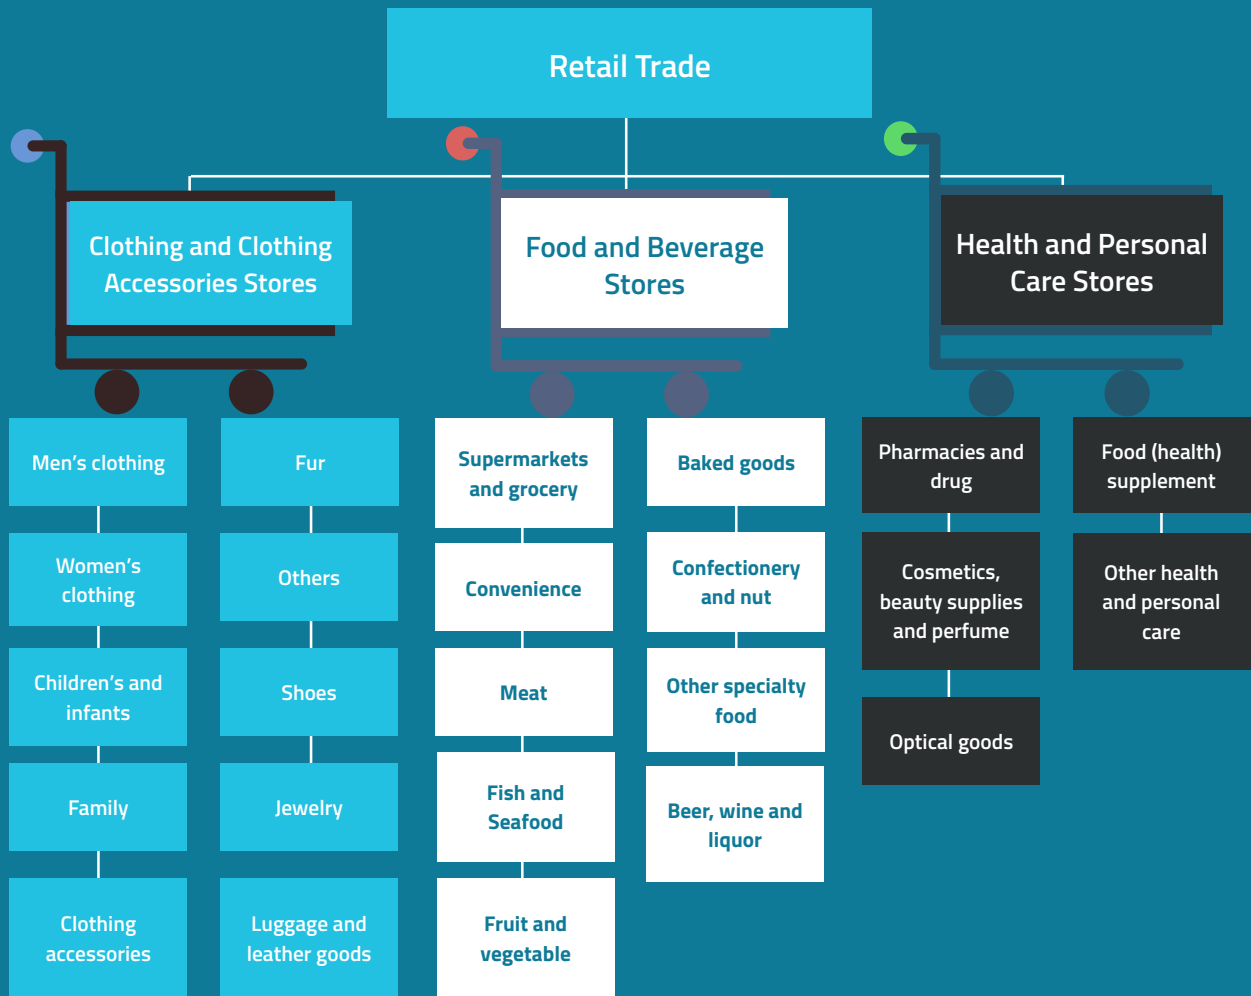 Retail Trade
Clothing and Clothing
Accessories Stores
Food and Beverage
Stores
Health and Personal
Care Stores
Men's clothing
Women's
clothing
Children's and
infants
Family
Clothing
accessories
Fur
Others
Shoes
Jewelry
Luggage and
leather goods
Supermarkets
and grocery
Convenience
Meat
Fish and
Seafood
Fruit and
vegetable
Baked goods
Confectionery
and nut
Other specialty
food
Beer, wine and
liquor
Pharmacies and
drug
Cosmetics,
beauty supplies
and perfume
Optical goods
Food (health)
supplement
Other health
and personal
care